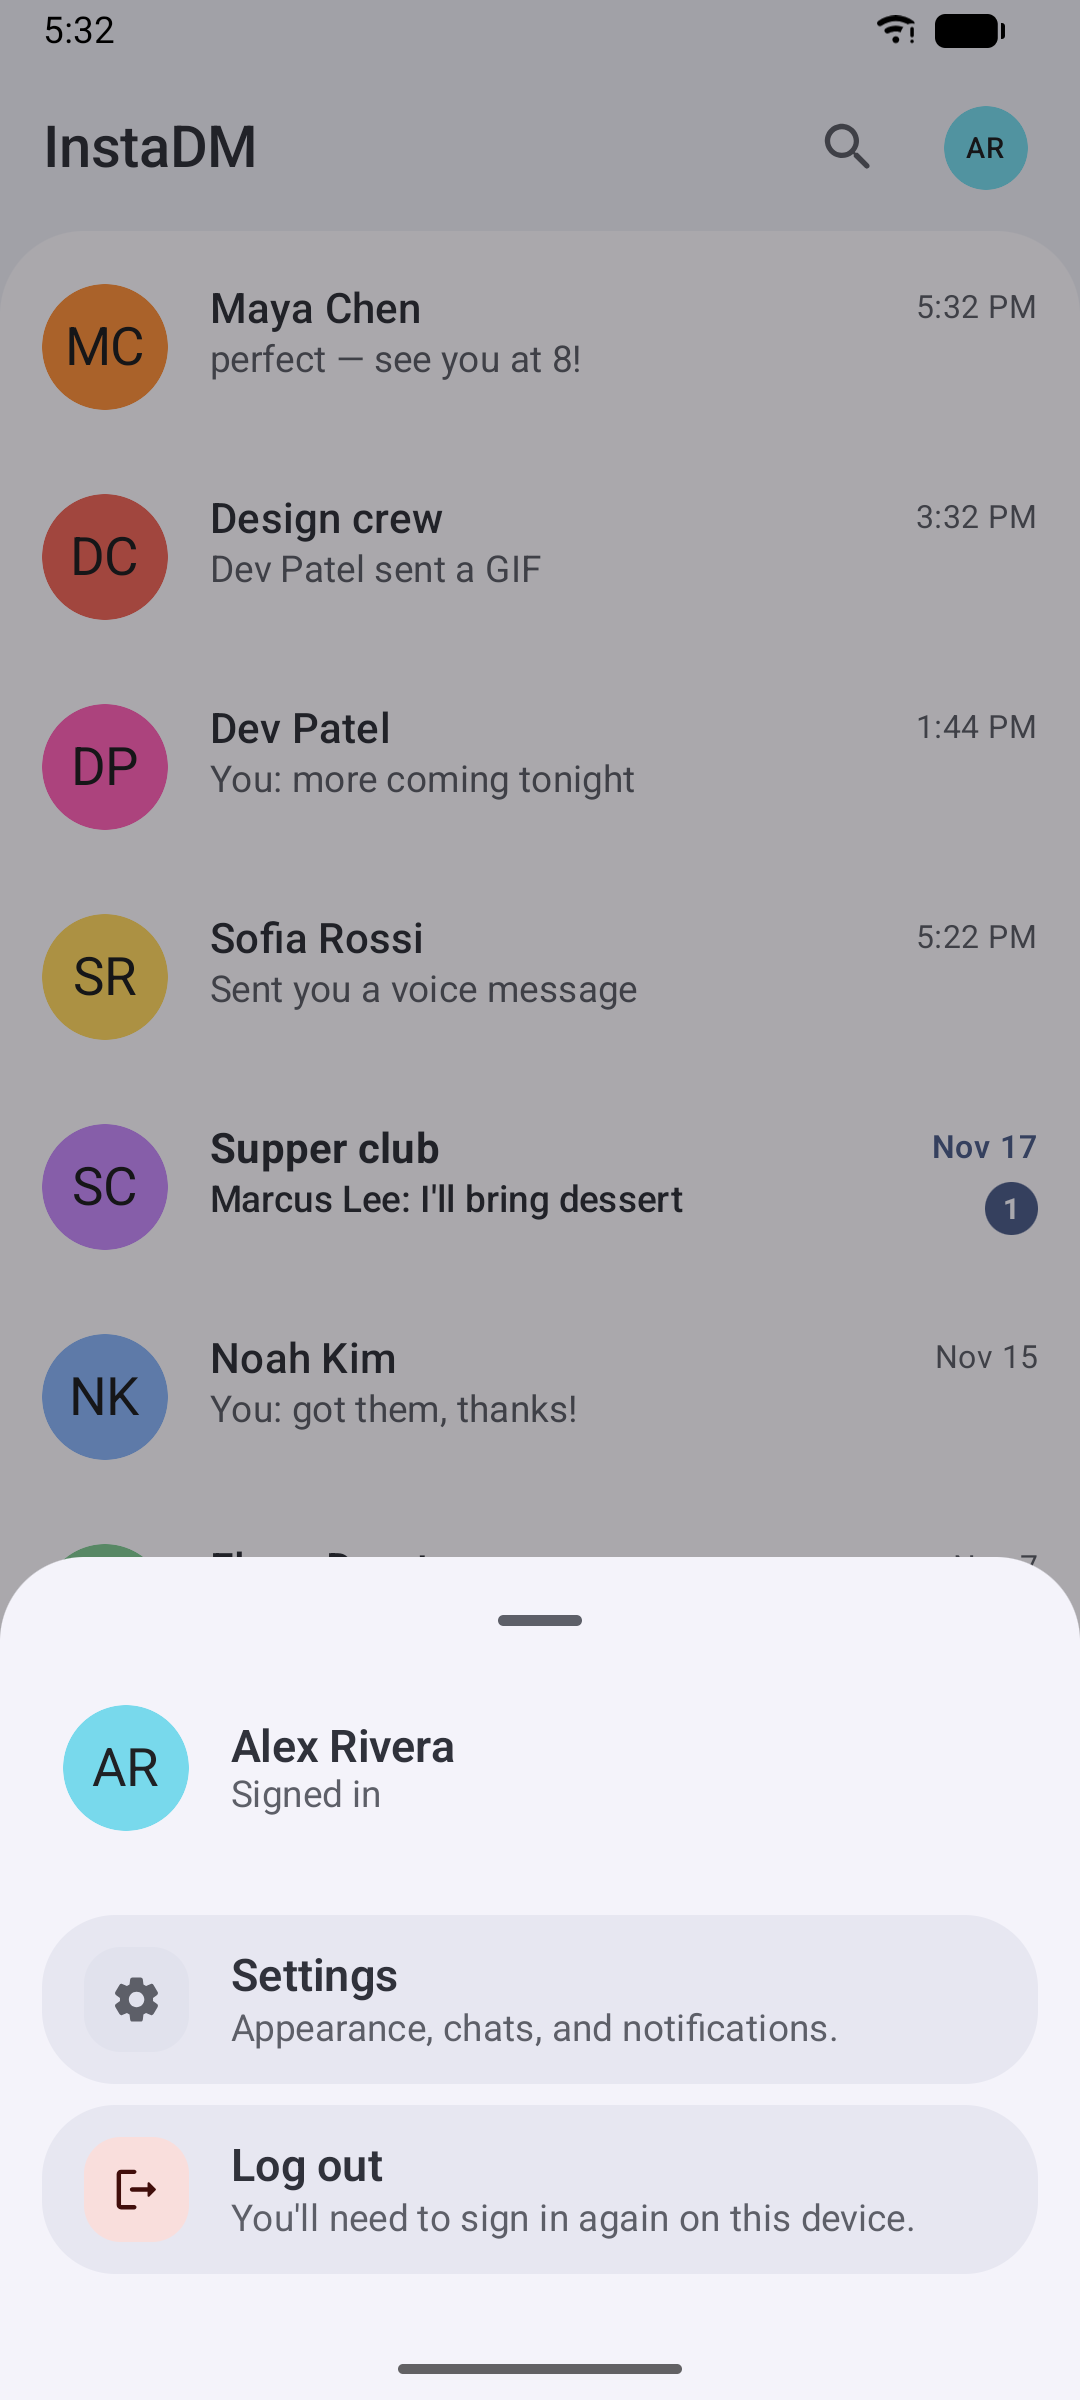 5:32
InstaDM
AR
MC
Maya Chen
5:32 PM
perfect — see you at 8!
DC
Design crew
3:32 PM
Dev Patel sent a GIF
DP
Dev Patel
1:44 PM
You: more coming tonight
SR
Sofia Rossi
5:22 PM
Sent you a voice message
SC
Supper club
Nov 17
Marcus Lee: I'll bring dessert
1
NK
Noah Kim
Nov 15
You: got them, thanks!
AR
Alex Rivera
Signed in
Settings
Appearance, chats, and notifications.
Log out
You'll need to sign in again on this device.